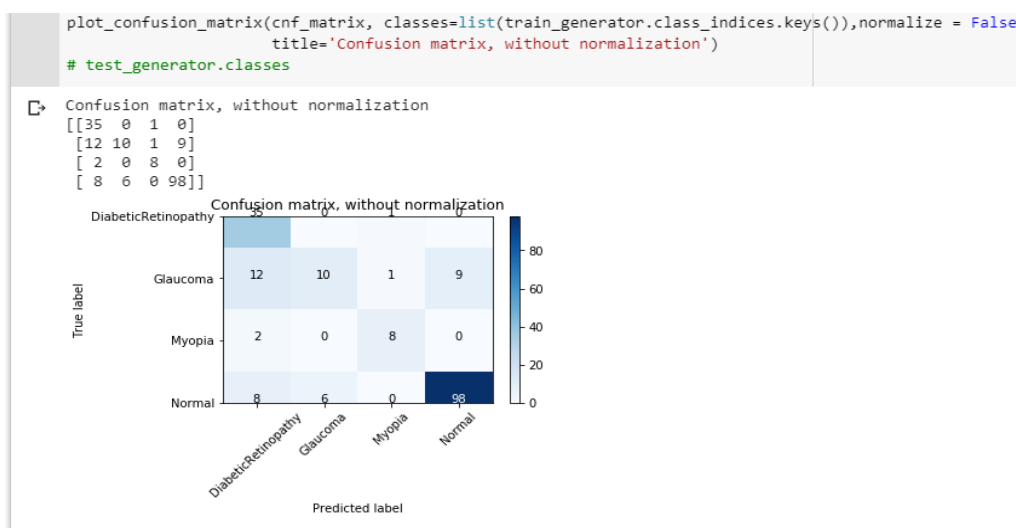 plot_confusion_matrix(cnf_matrix, classes=list(train_generator.class_indices.keys()),normalize = False
title='Confusion matrix, without normalization')
# test_generator.classes
Confusion matrix, without normalization
[[35 0 1 0]
[12 10 1 9]
[ 2 0 8 0]
[ 8 6 0 98]]
Confusion matrix, without normalization
DiabeticRetinopathy 35 0 1 0
Glaucoma 12 10 1 9
Myopia 2 0 8 0
Normal 8 6 0 98
True label
80
60
40
20
0
DiabeticRetinopathy Glaucoma Myopia Normal
Predicted label